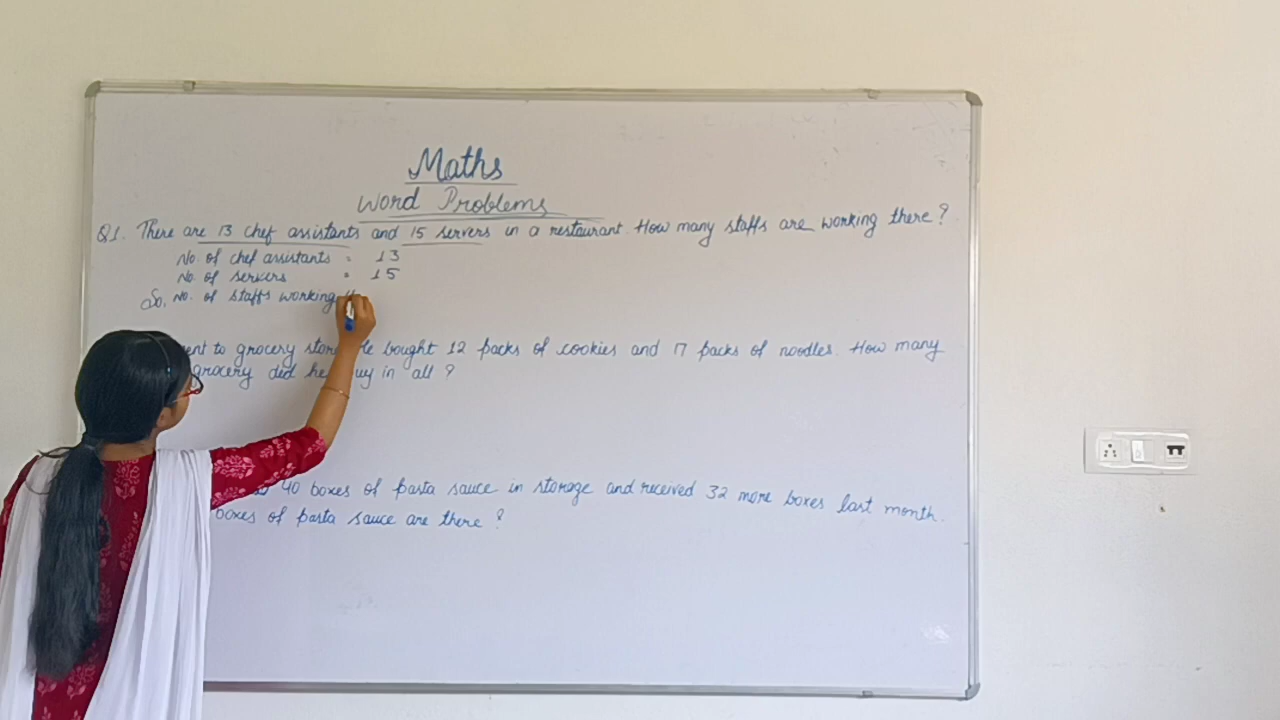 Maths
Word Problems
Q1. There are 13 chef assistants and 15 servers in a restaurant. How many staffs are working there?
No. of chef assistants = 13
No. of servers = 15
So, No. of staffs working
to grocery bought 12 packs of cookies and 17 packs of noodles. How many
grocery did in all?
40 boxes of pasta sauce in storage and received 32 more boxes last month.
boxes of pasta sauce are there?